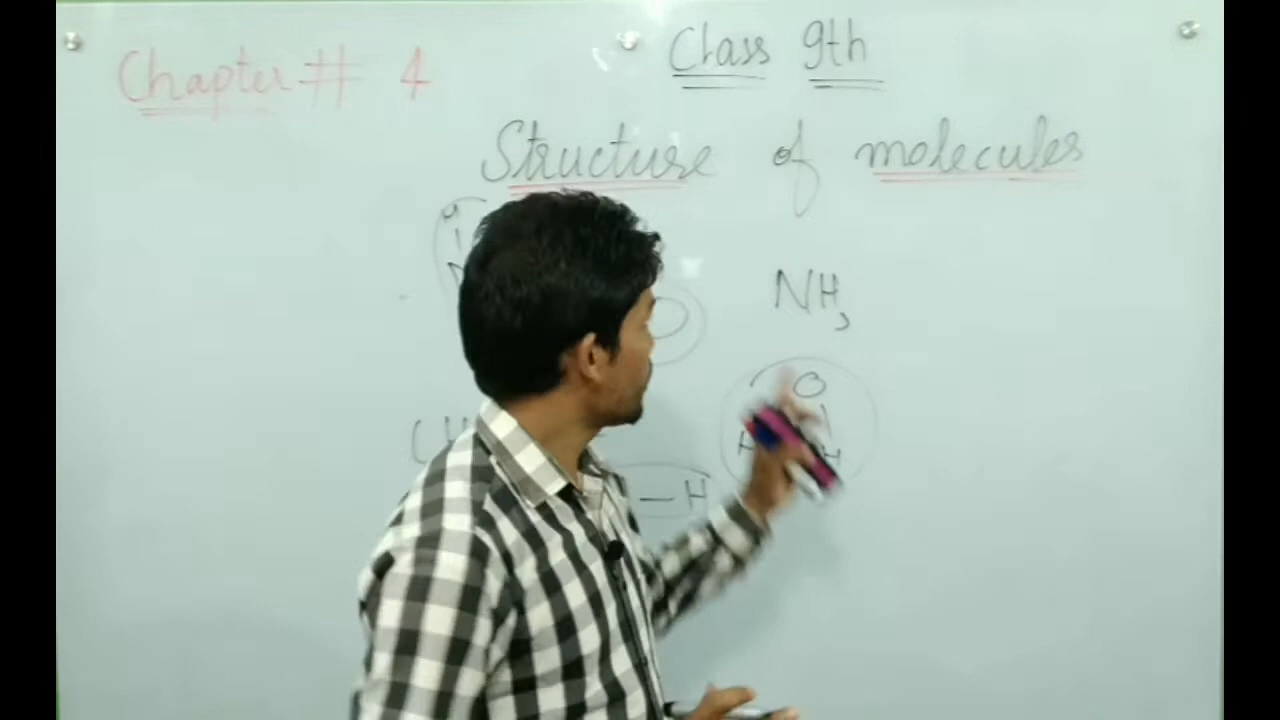 Chapter # 4
Class 9th
Structure of molecules
H
NH3
O
H
— H